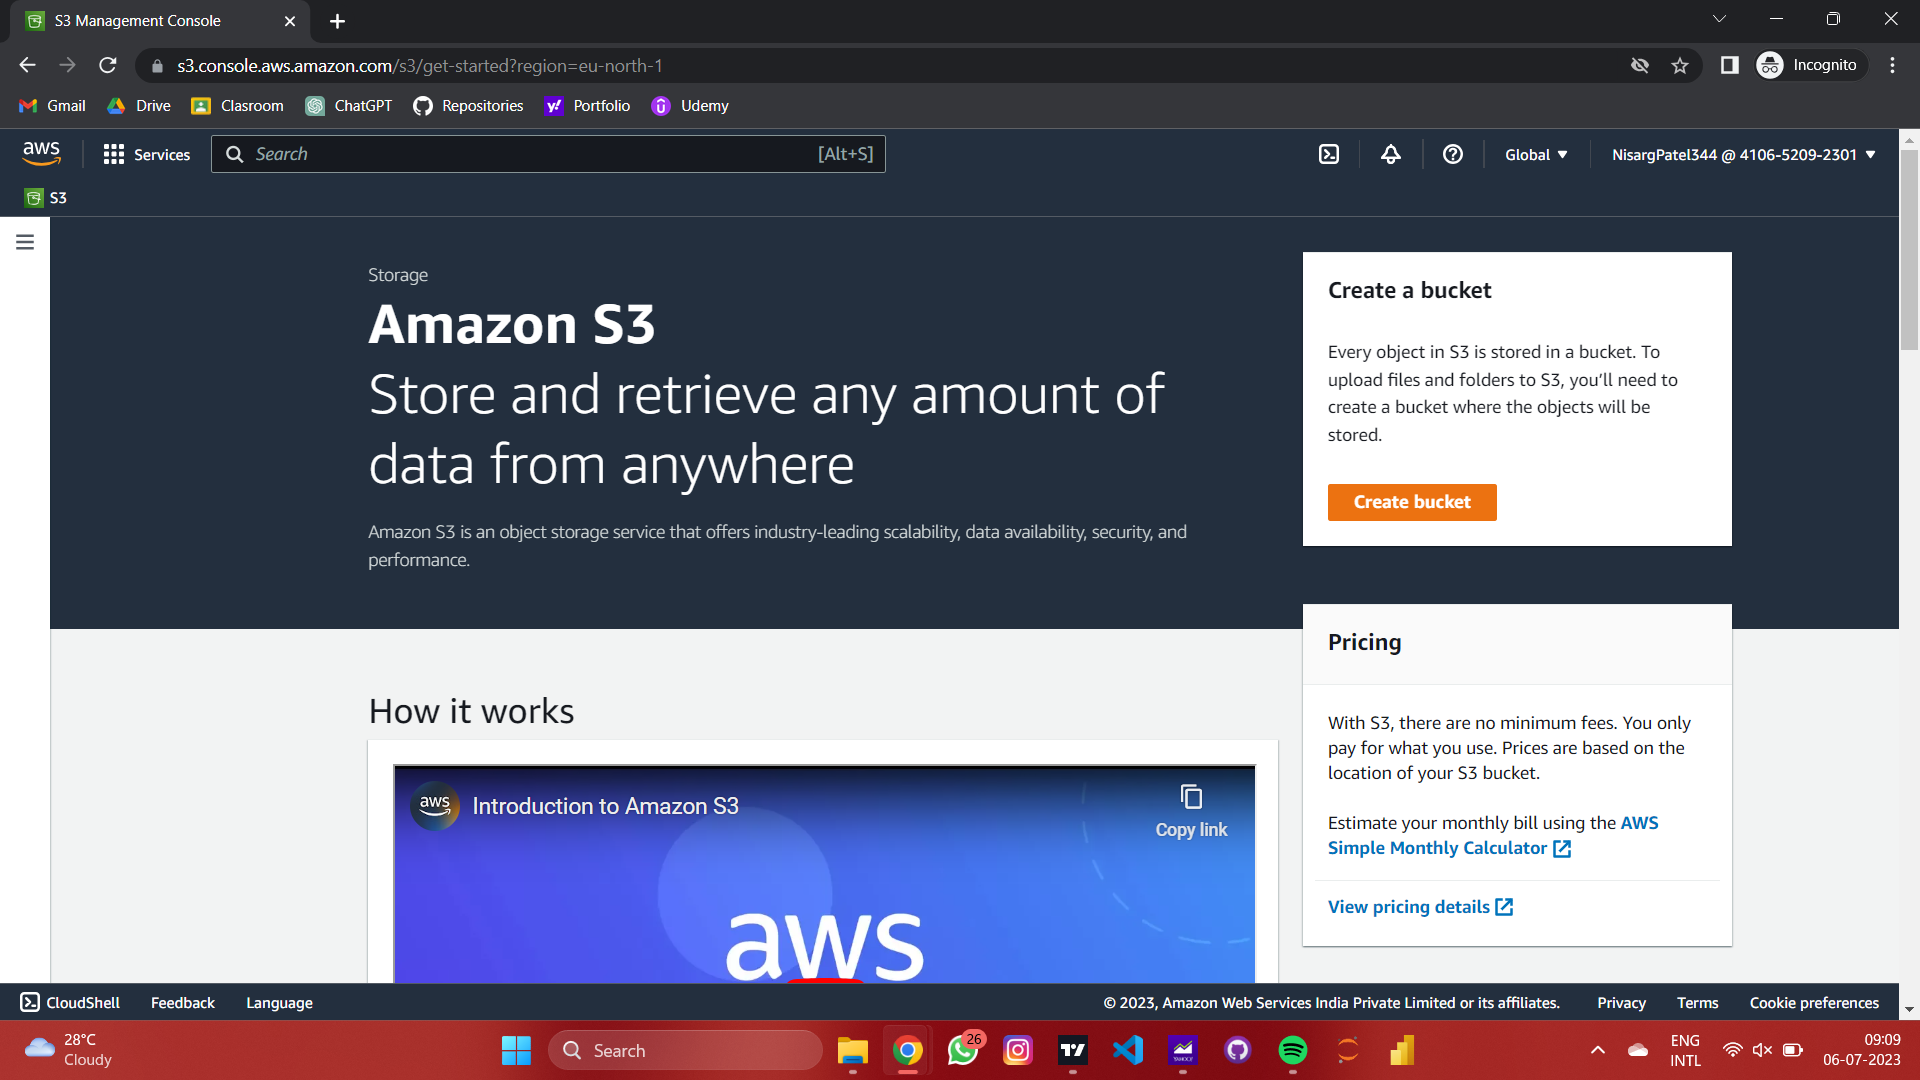 S3 Management Console
s3.console.aws.amazon.com/s3/get-started?region=eu-north-1
Incognito
Gmail
Drive
Clasroom
ChatGPT
Repositories
Portfolio
Udemy
aws
Services
Search
[Alt+S]
Global
NisargPatel344 @ 4106-5209-2301
S3
Storage
Amazon S3
Store and retrieve any amount of
data from anywhere
Amazon S3 is an object storage service that offers industry-leading scalability, data availability, security, and
performance.
Create a bucket
Every object in S3 is stored in a bucket. To
upload files and folders to S3, you’ll need to
create a bucket where the objects will be
stored.
Create bucket
How it works
aws
Introduction to Amazon S3
Copy link
aws
Pricing
With S3, there are no minimum fees. You only
pay for what you use. Prices are based on the
location of your S3 bucket.
Estimate your monthly bill using the AWS
Simple Monthly Calculator
View pricing details
CloudShell
Feedback
Language
© 2023, Amazon Web Services India Private Limited or its affiliates.
Privacy
Terms
Cookie preferences
28°C
Cloudy
Search
26
YAHOO!
ENG
INTL
09:09
06-07-2023